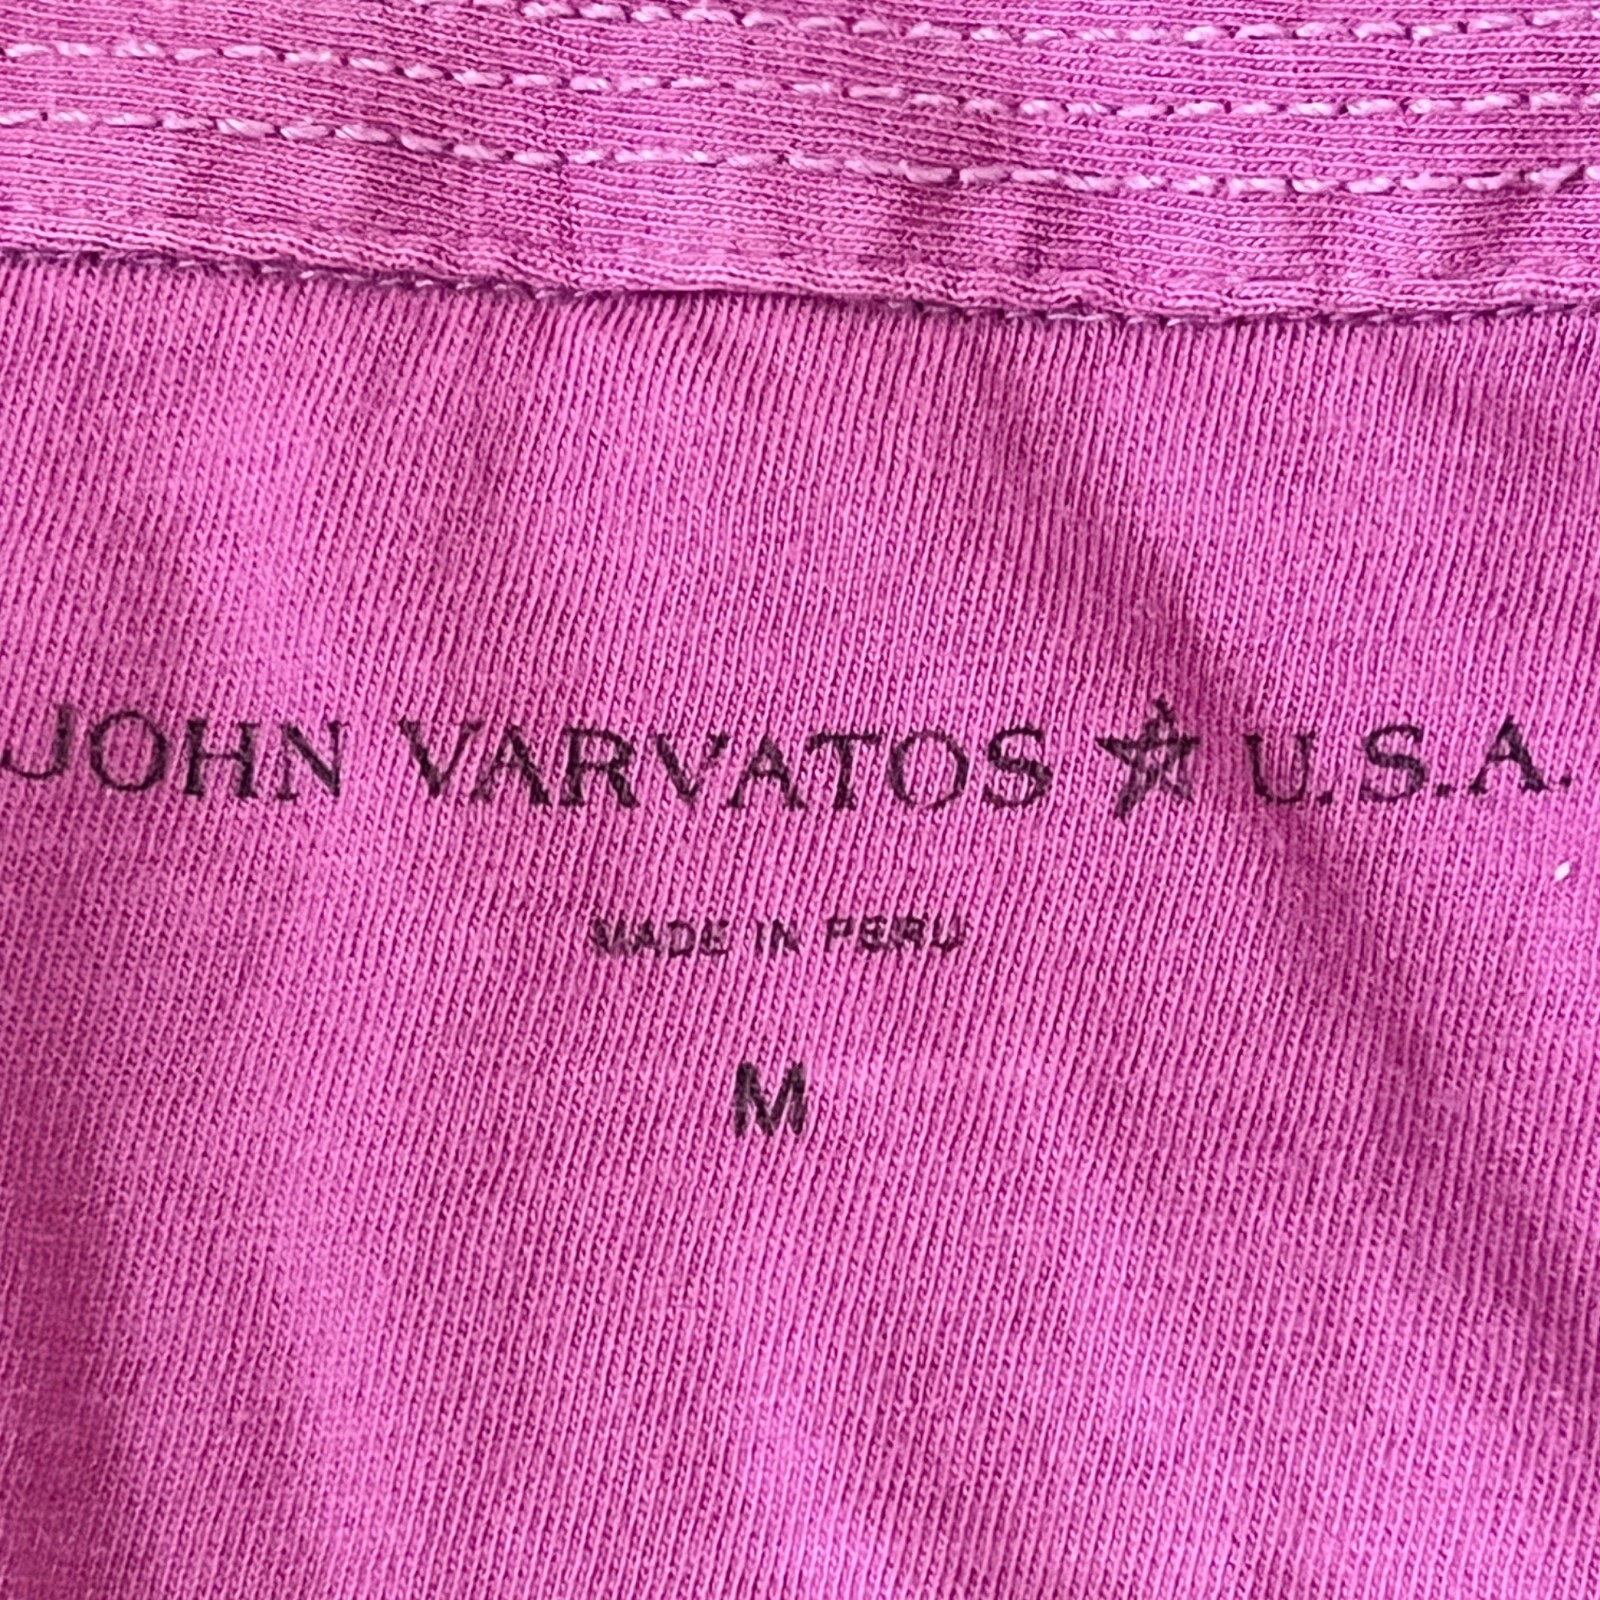 JOHN VARVATOS ☆ U.S.A.
MADE IN PERU
M